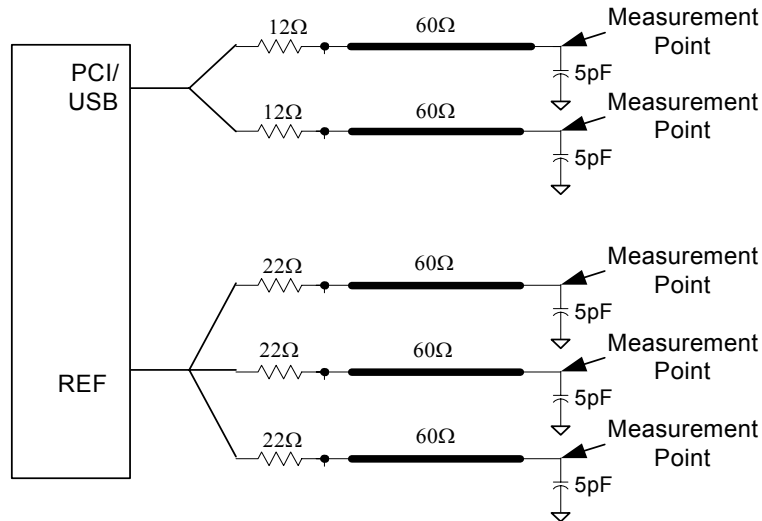 PCI/
USB
12Ω
60Ω
Measurement
Point
5pF
12Ω
60Ω
Measurement
Point
5pF
REF
22Ω
60Ω
Measurement
Point
5pF
22Ω
60Ω
Measurement
Point
5pF
22Ω
60Ω
Measurement
Point
5pF